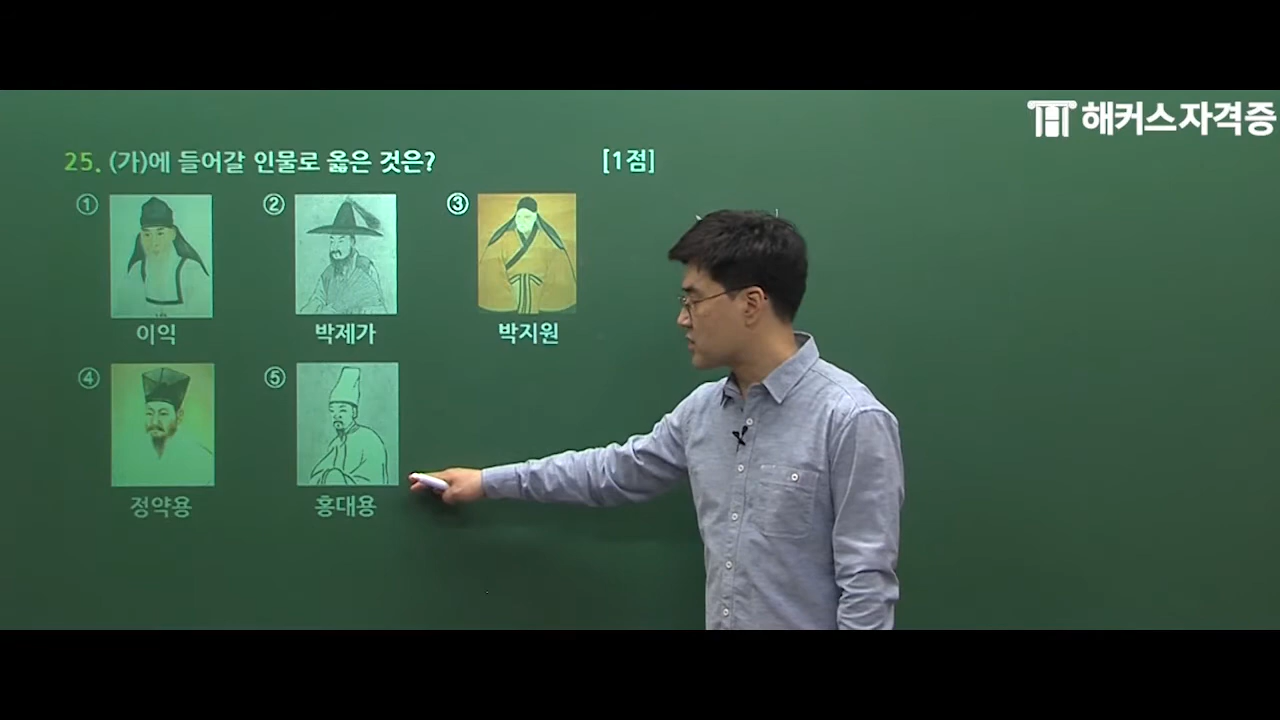 해커스자격증
25. (가)에 들어갈 인물로 옳은 것은? [1점]
① ② ③
이익 박제가 박지원
④ ⑤
정약용 홍대용